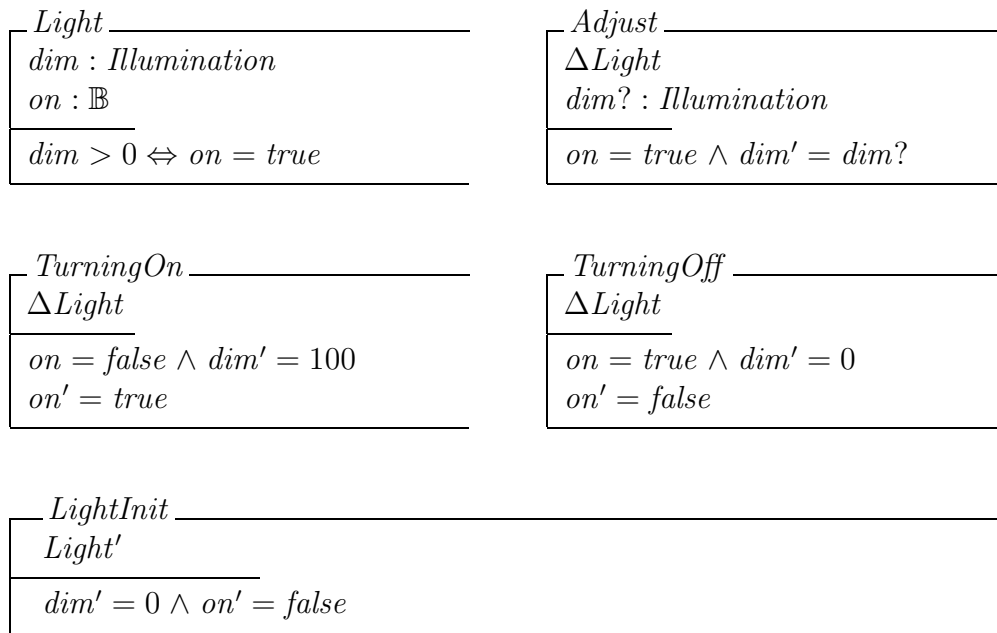 Light
dim : Illumination
on : 𝔹
dim > 0 ⇔ on = true
Adjust
ΔLight
dim? : Illumination
on = true ∧ dim′ = dim?
TurningOn
ΔLight
on = false ∧ dim′ = 100
on′ = true
TurningOff
ΔLight
on = true ∧ dim′ = 0
on′ = false
LightInit
Light′
dim′ = 0 ∧ on′ = false